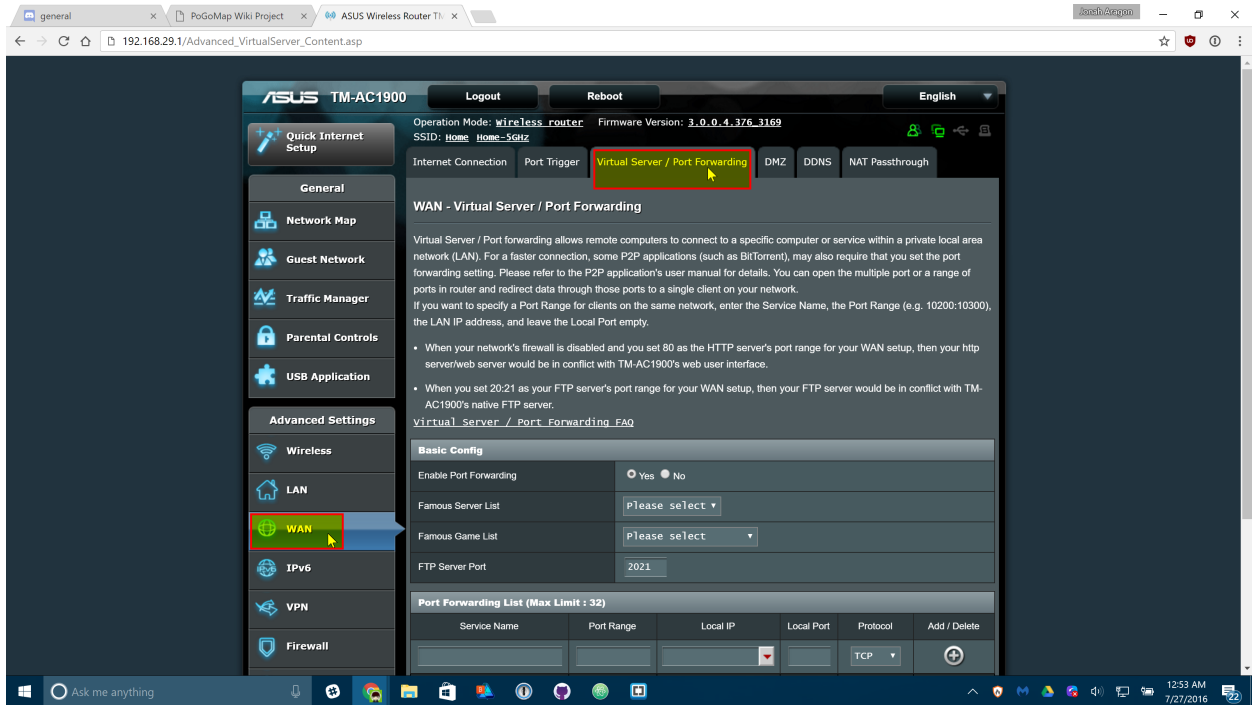 general
PoGoMap Wiki Project
ASUS Wireless Router TM
Jonah Aragon
192.168.29.1/Advanced_VirtualServer_Content.asp
ASUS TM-AC1900
Logout
Reboot
English
Quick Internet
Setup
Operation Mode: Wireless router Firmware Version: 3.0.0.4.376_3169
SSID: Home Home-5GHz
Internet Connection
Port Trigger
Virtual Server / Port Forwarding
DMZ
DDNS
NAT Passthrough
General
Network Map
Guest Network
Traffic Manager
Parental Controls
USB Application
Advanced Settings
Wireless
LAN
WAN
IPv6
IPv6
VPN
Firewall
WAN - Virtual Server / Port Forwarding
Virtual Server / Port forwarding allows remote computers to connect to a specific computer or service within a private local area
network (LAN). For a faster connection, some P2P applications (such as BitTorrent), may also require that you set the port
forwarding setting. Please refer to the P2P application's user manual for details. You can open the multiple port or a range of
ports in router and redirect data through those ports to a single client on your network.
If you want to specify a Port Range for clients on the same network, enter the Service Name, the Port Range (e.g. 10200:10300),
the LAN IP address, and leave the Local Port empty.
• When your network's firewall is disabled and you set 80 as the HTTP server's port range for your WAN setup, then your http
server/web server would be in conflict with TM-AC1900's web user interface.
• When you set 20:21 as your FTP server's port range for your WAN setup, then your FTP server would be in conflict with TM-
AC1900's native FTP server.
Virtual Server / Port Forwarding FAQ
Basic Config
Enable Port Forwarding Yes No
Famous Server List Please select
Famous Game List Please select
FTP Server Port 2021
Port Forwarding List (Max Limit : 32)
Service Name Port Range Local IP Local Port Protocol Add / Delete
TCP
Ask me anything
12:53 AM
7/27/2016
22